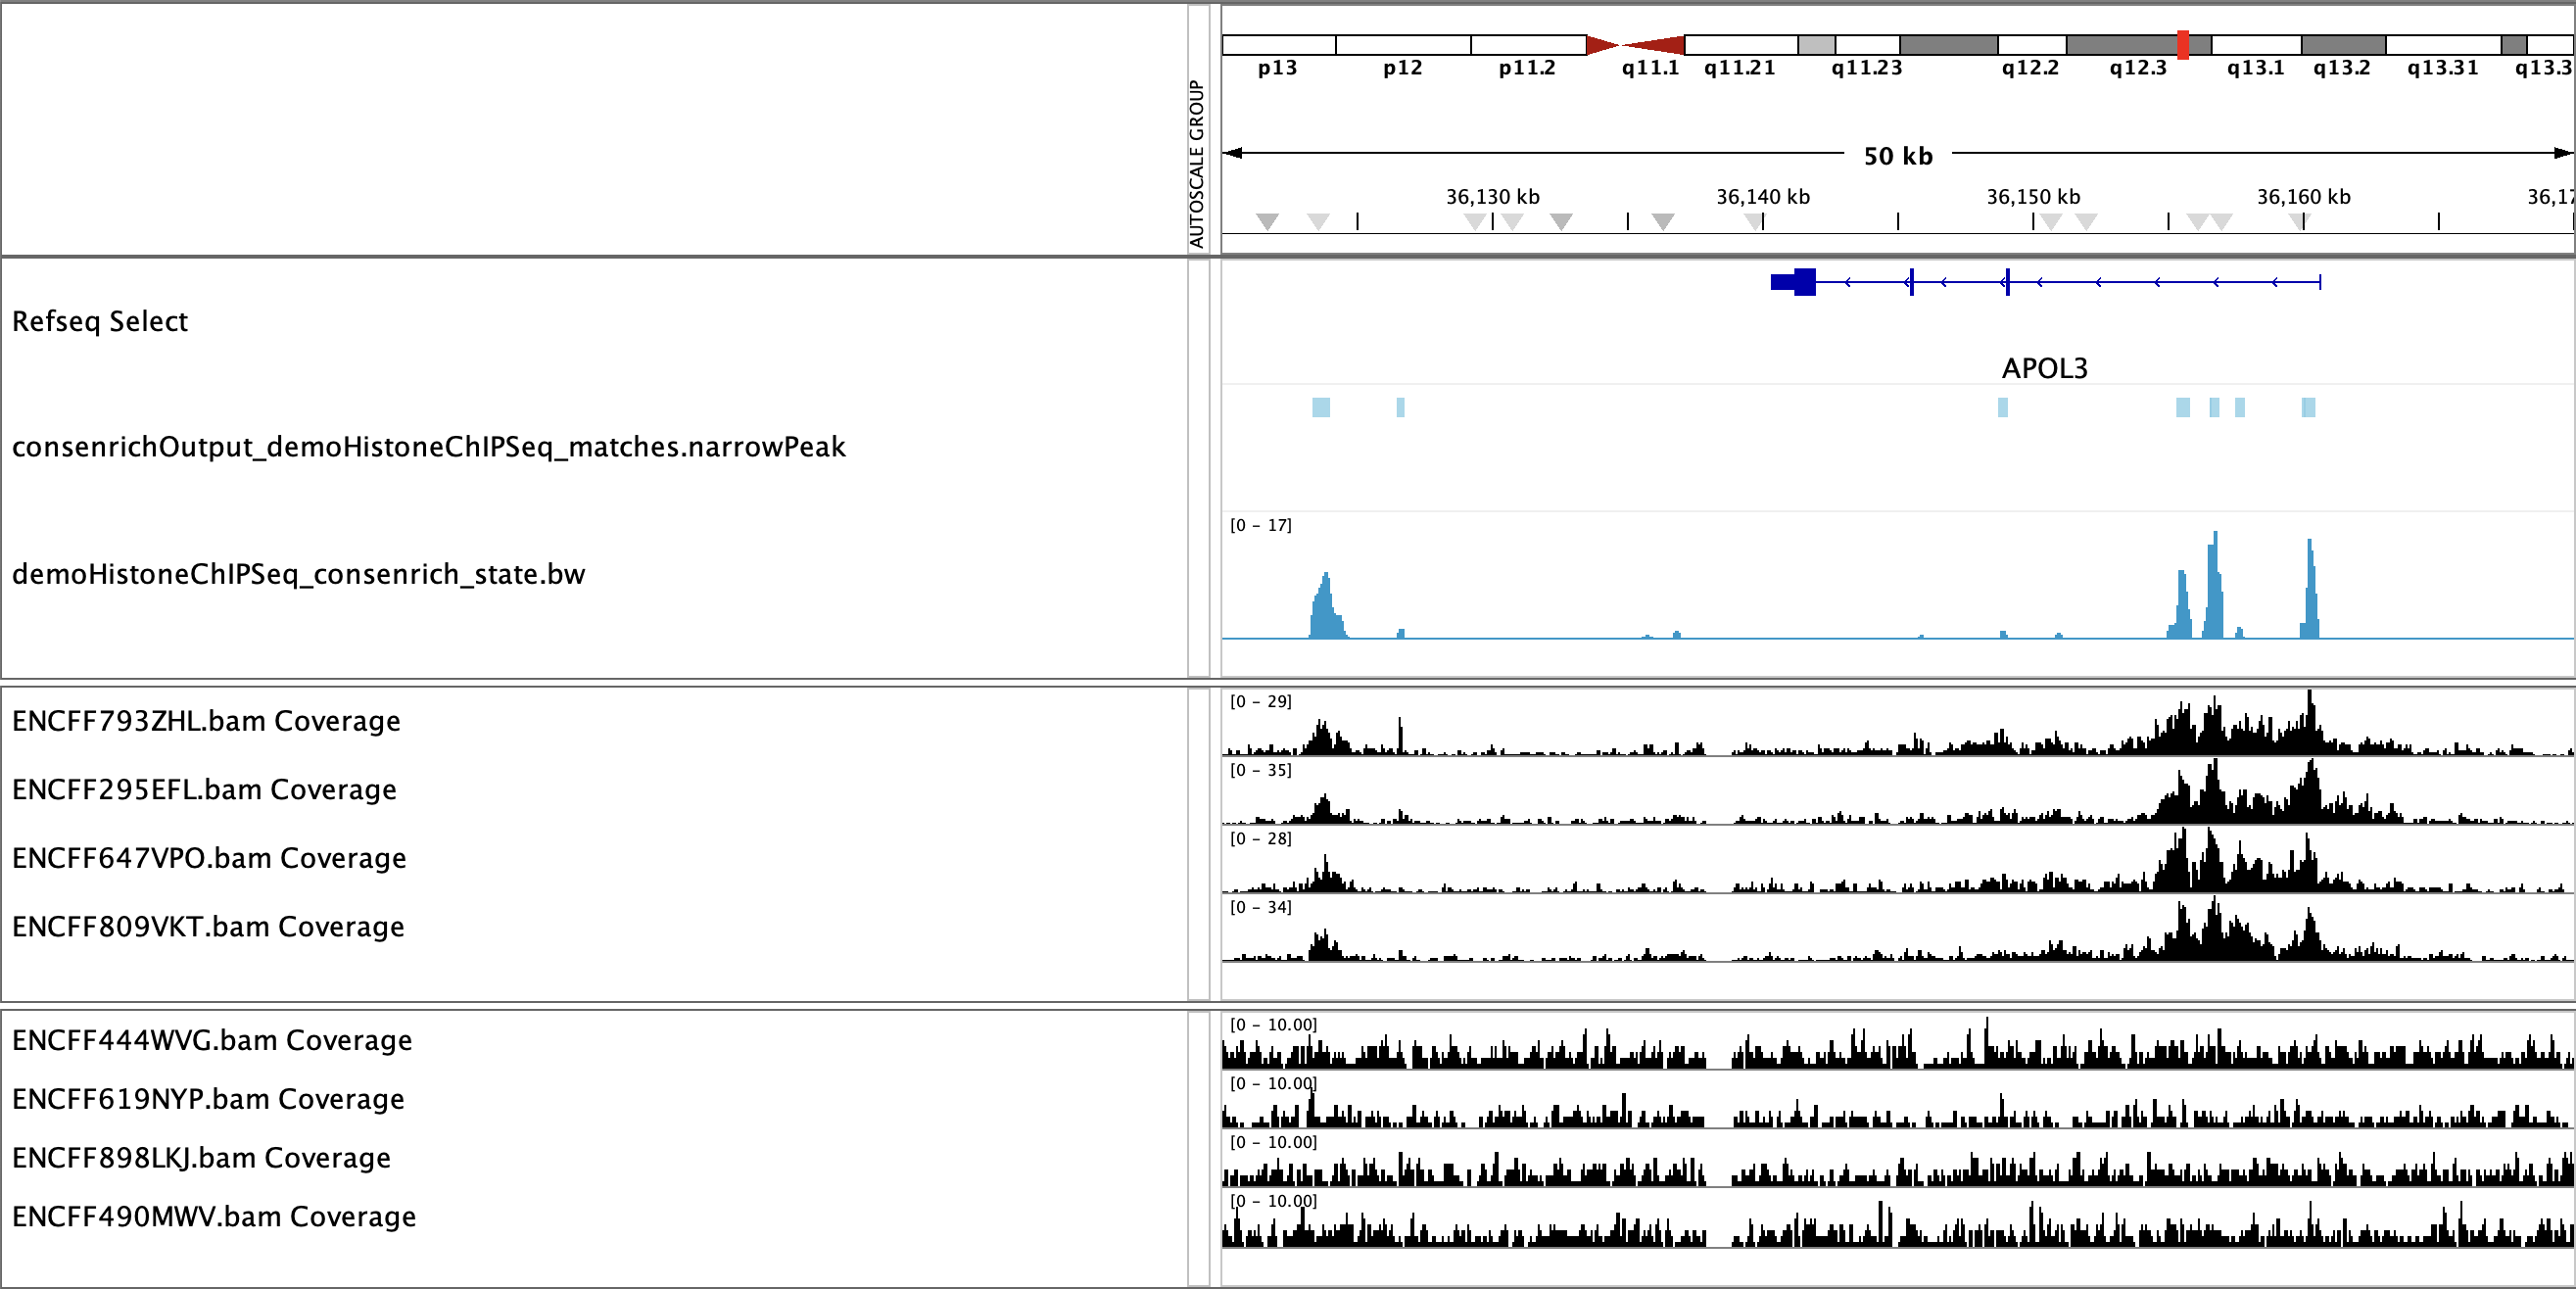 p13 p12 p11.2 q11.1 q11.21 q11.23 q12.2 q12.3 q13.1 q13.2 q13.31 q13.3
AUTOSCALE GROUP
50 kb
36,130 kb 36,140 kb 36,150 kb 36,160 kb 36,17
Refseq Select
APOL3
consenrichOutput_demoHistoneChIPSeq_matches.narrowPeak
[0 - 17]
demoHistoneChIPSeq_consenrich_state.bw
ENCFF793ZHL.bam Coverage [0 - 29]
ENCFF295EFL.bam Coverage [0 - 35]
ENCFF647VPO.bam Coverage [0 - 28]
ENCFF809VKT.bam Coverage [0 - 34]
ENCFF444WVG.bam Coverage [0 - 10.00]
ENCFF619NYP.bam Coverage [0 - 10.00]
ENCFF898LKJ.bam Coverage [0 - 10.00]
ENCFF490MWV.bam Coverage [0 - 10.00]